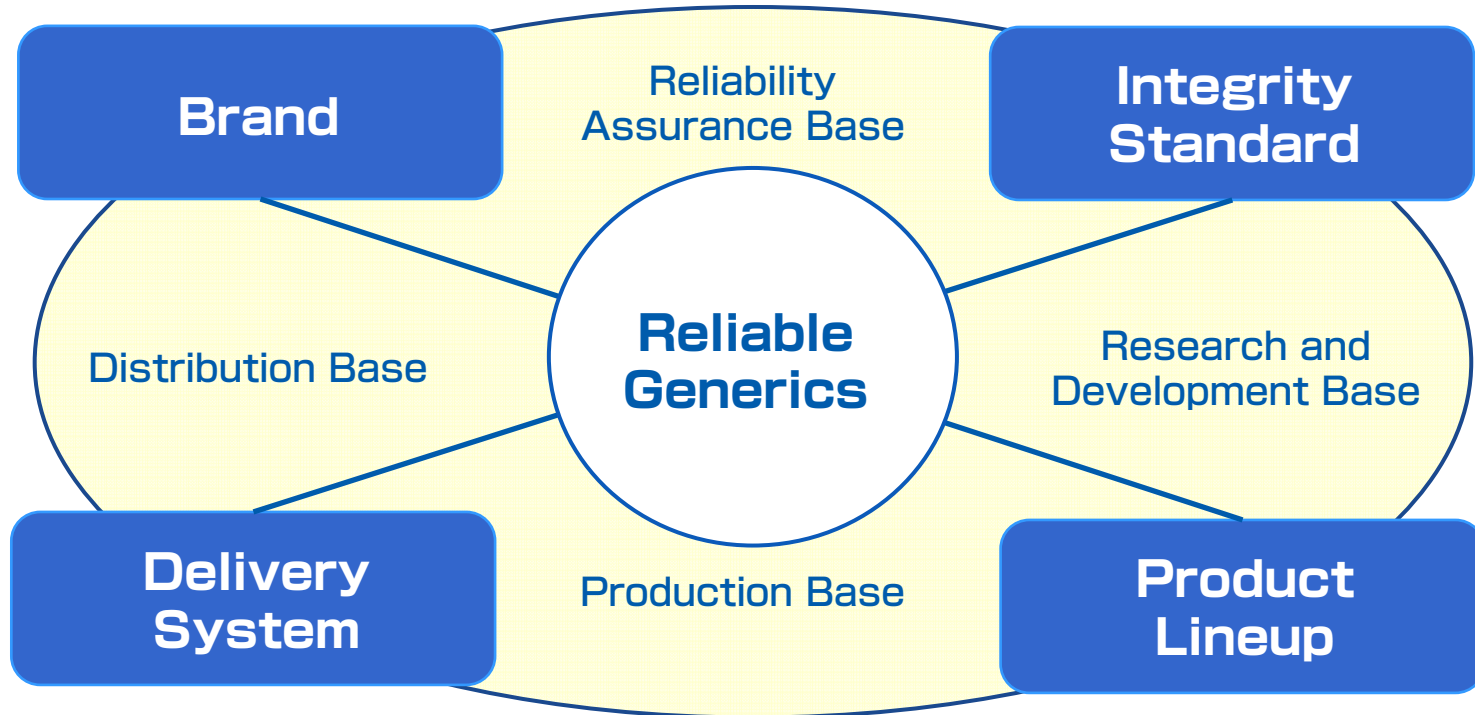 Brand
Reliability
Assurance Base
Integrity
Standard
Distribution Base
Reliable
Generics
Research and
Development Base
Delivery
System
Production Base
Product
Lineup